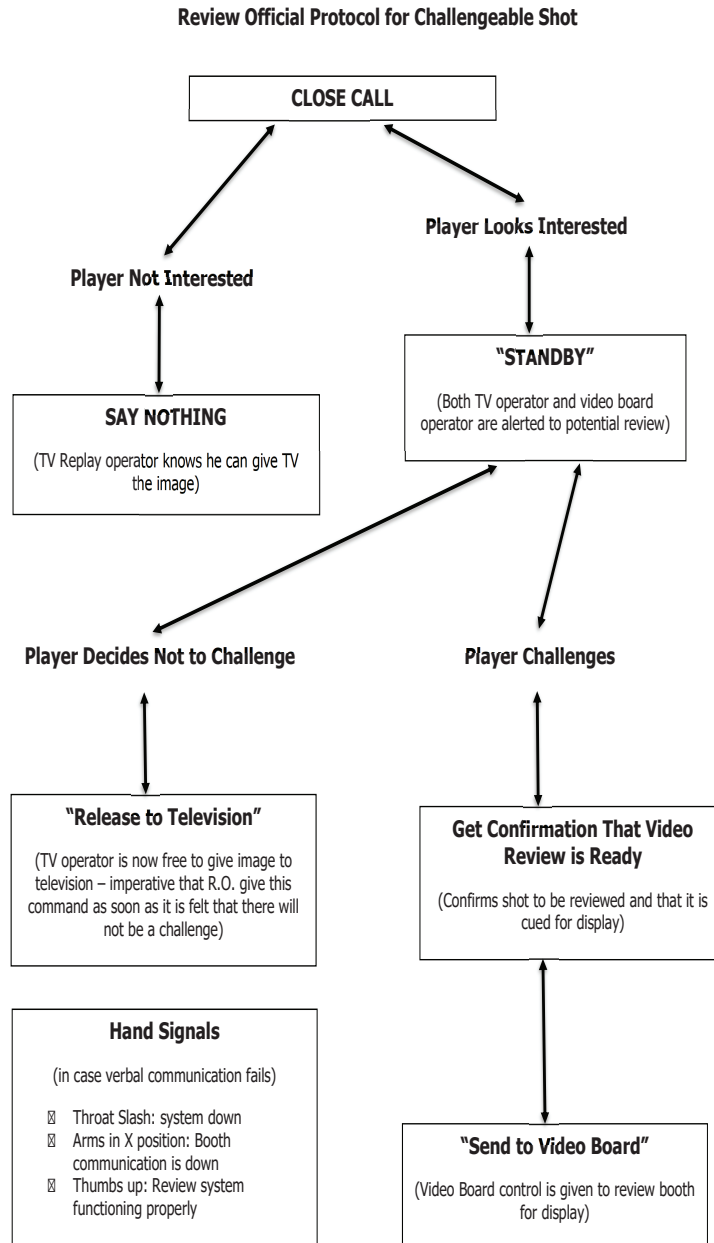 Review Official Protocol for Challengeable Shot
CLOSE CALL
Player Looks Interested
Player Not Interested
“STANDBY”
(Both TV operator and video board
operator are alerted to potential review)
SAY NOTHING
(TV Replay operator knows he can give TV
the image)
Player Decides Not to Challenge
Player Challenges
“Release to Television”
(TV operator is now free to give image to
television – imperative that R.O. give this
command as soon as it is felt that there will
not be a challenge)
Get Confirmation That Video
Review is Ready
(Confirms shot to be reviewed and that it is
cued for display)
Hand Signals
(in case verbal communication fails)
Throat Slash: system down
Arms in X position: Booth
communication is down
Thumbs up: Review system
functioning properly
“Send to Video Board”
(Video Board control is given to review booth
for display)